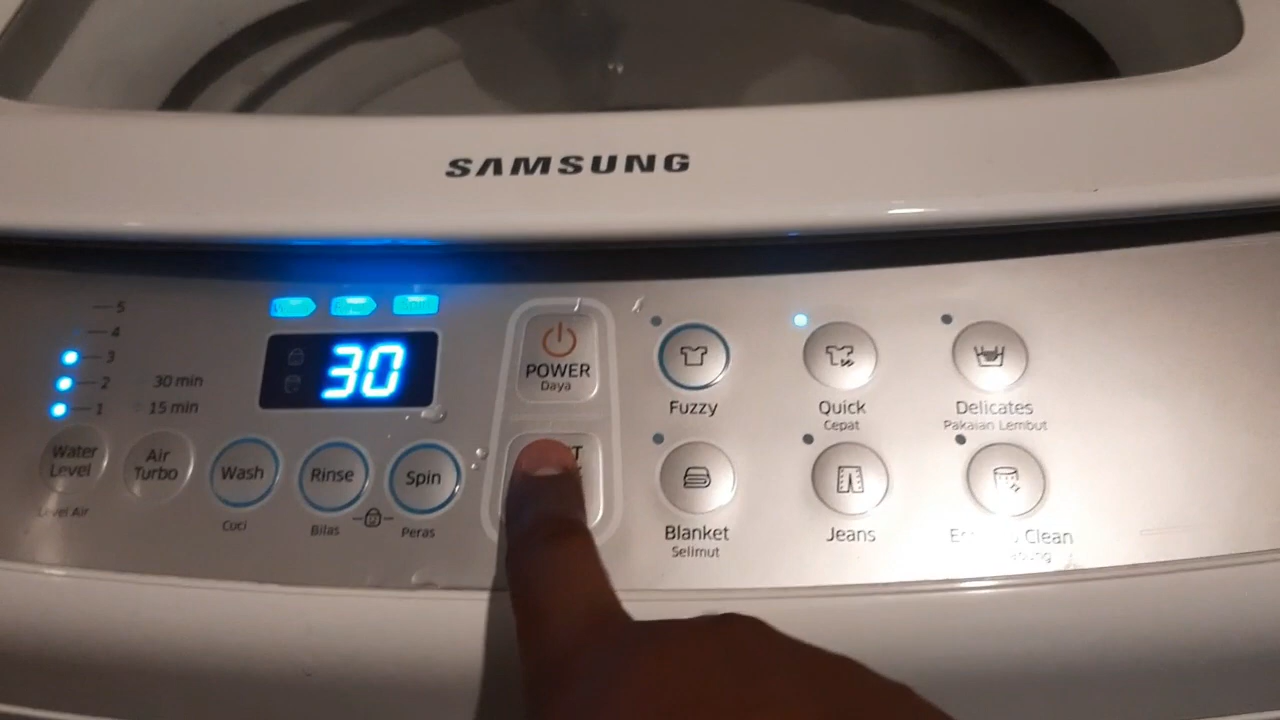 SAMSUNG
5
4
3
2
30 min
1
15 min
30
POWER
Daya
Water
Level
Level Air
Air
Turbo
Wash
Cuci
Rinse
Bilas
Spin
Peras
Fuzzy
Quick
Cepat
Delicates
Pakaian Lembut
Blanket
Selimut
Jeans
Clean